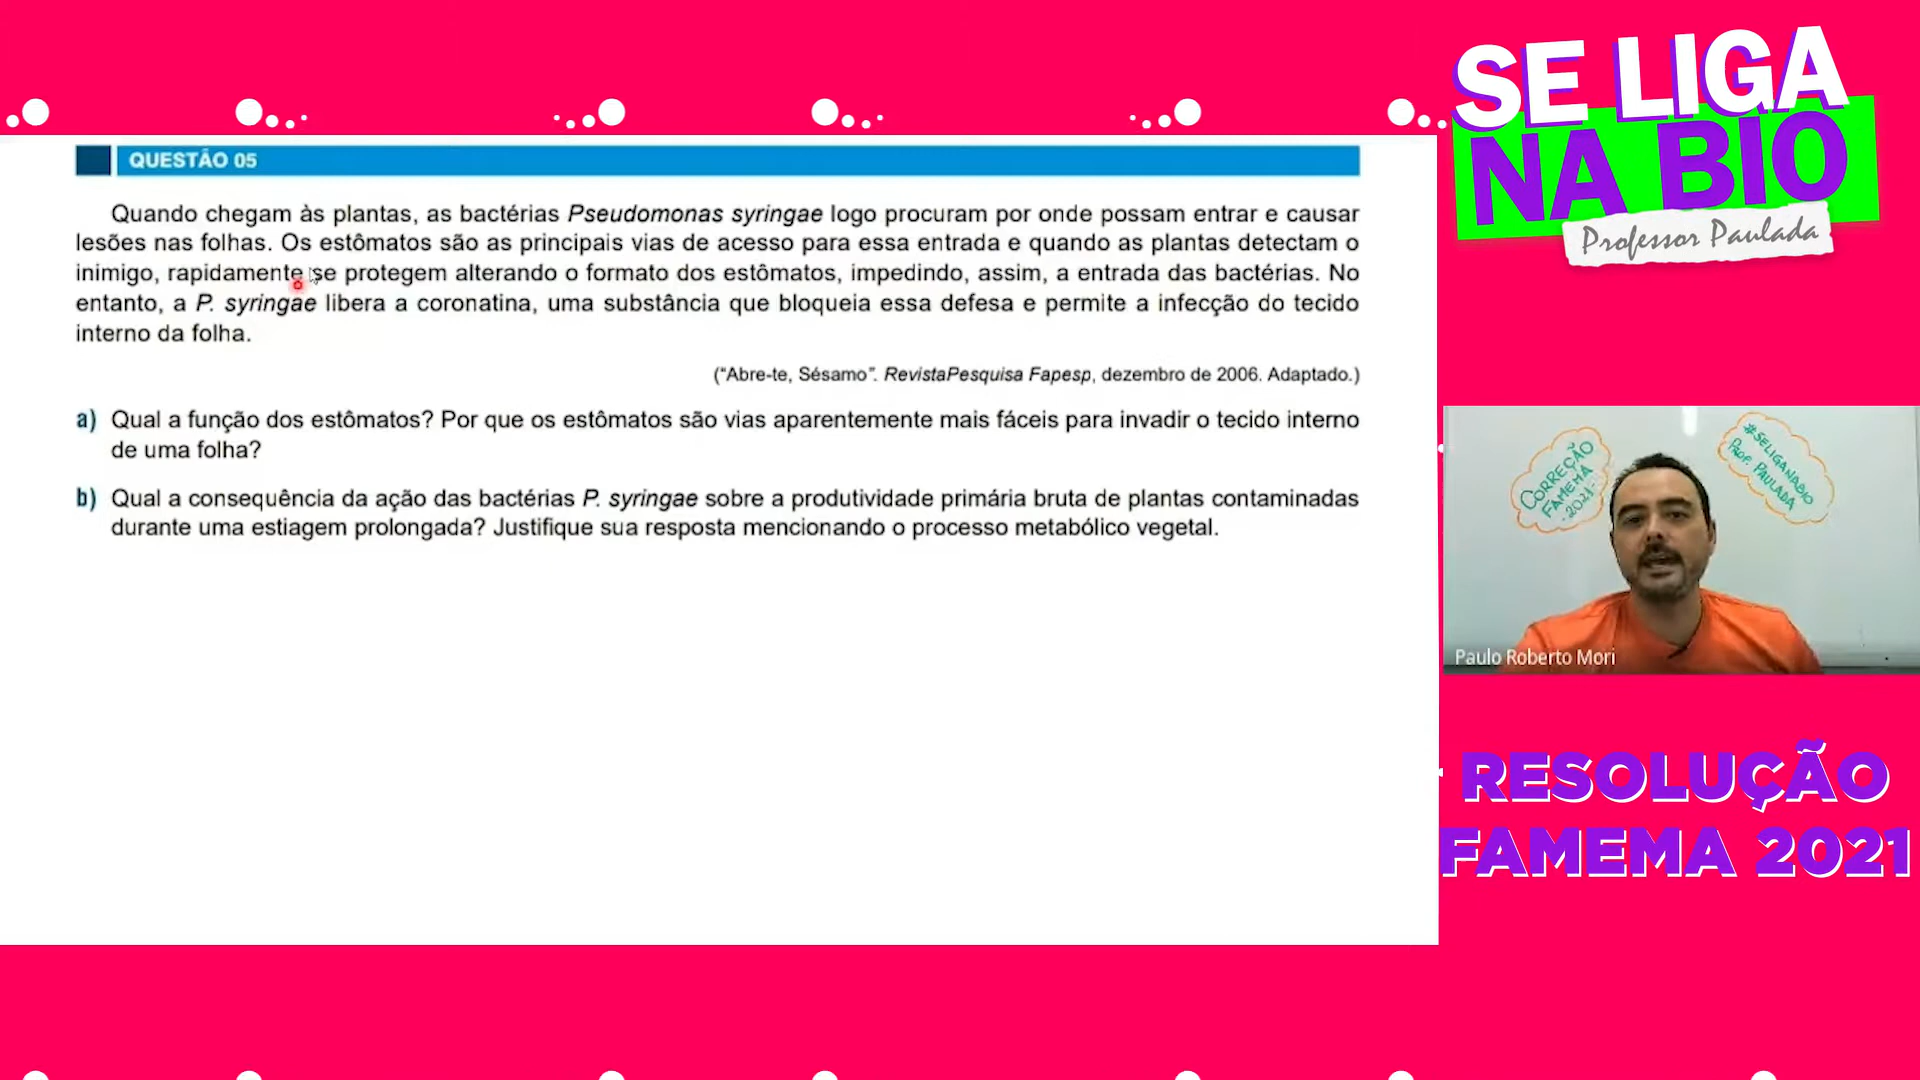 SE LIGA
NA BIO
Professor Paulada
QUESTÃO 05
Quando chegam às plantas, as bactérias Pseudomonas syringae logo procuram por onde possam entrar e causar
lesões nas folhas. Os estômatos são as principais vias de acesso para essa entrada e quando as plantas detectam o
inimigo, rapidamente se protegem alterando o formato dos estômatos, impedindo, assim, a entrada das bactérias. No
entanto, a P. syringae libera a coronatina, uma substância que bloqueia essa defesa e permite a infecção do tecido
interno da folha.
("Abre-te, Sésamo". RevistaPesquisa Fapesp, dezembro de 2006. Adaptado.)
a) Qual a função dos estômatos? Por que os estômatos são vias aparentemente mais fáceis para invadir o tecido interno
de uma folha?
b) Qual a consequência da ação das bactérias P. syringae sobre a produtividade primária bruta de plantas contaminadas
durante uma estiagem prolongada? Justifique sua resposta mencionando o processo metabólico vegetal.
CORREÇÃO
FAMEMA
-2021-
#SELIGANABIO
PROF. PAULADA
Paulo Roberto Mori
RESOLUÇÃO
FAMEMA 2021